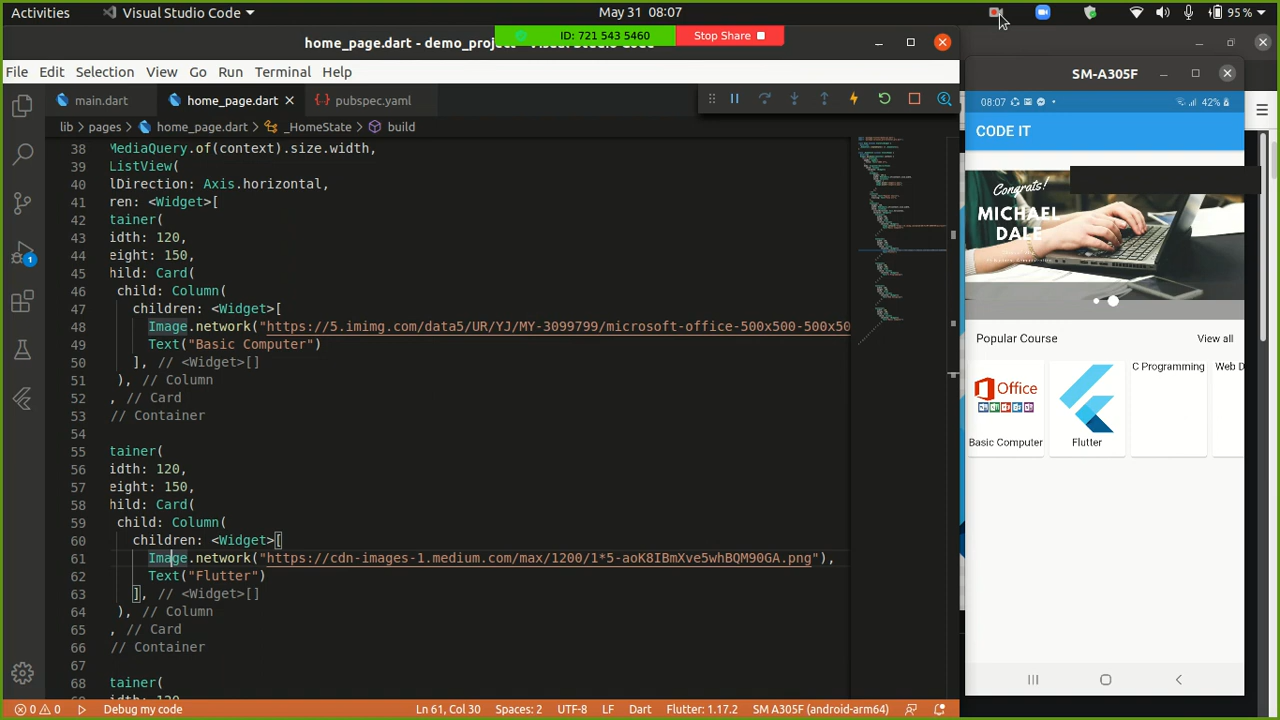 Activities
Visual Studio Code
May 31 08:07
95 %
home_page.dart - demo_project
ID: 721 543 5460
Stop Share
File Edit Selection View Go Run Terminal Help
main.dart
home_page.dart
pubspec.yaml
lib > pages > home_page.dart > _HomeState > build
38 MediaQuery.of(context).size.width,
39 ListView(
40 lDirection: Axis.horizontal,
41 ren: <Widget>[
42 tainer(
43 idth: 120,
44 eight: 150,
45 hild: Card(
46 child: Column(
47 children: <Widget>[
48 Image.network("https://5.imimg.com/data5/UR/YJ/MY-3099799/microsoft-office-500x500-500x50
49 Text("Basic Computer")
50 ], // <Widget>[]
51 ), // Column
52 , // Card
53 // Container
54
55 tainer(
56 idth: 120,
57 eight: 150,
58 hild: Card(
59 child: Column(
60 children: <Widget>[
61 Image.network("https://cdn-images-1.medium.com/max/1200/1*5-aoK8IBmXve5whBQM90GA.png"),
62 Text("Flutter")
63 ], // <Widget>[]
64 ), // Column
65 , // Card
66 // Container
67
68 tainer(
1
0 0
Debug my code
Ln 61, Col 30
Spaces: 2
UTF-8
LF
Dart
Flutter: 1.17.2
SM A305F (android-arm64)
SM-A305F
08:07
42%
CODE IT
Congrats!
MICHAEL
DALE
Popular Course
View all
Office
Basic Computer
Flutter
C Programming
Web D